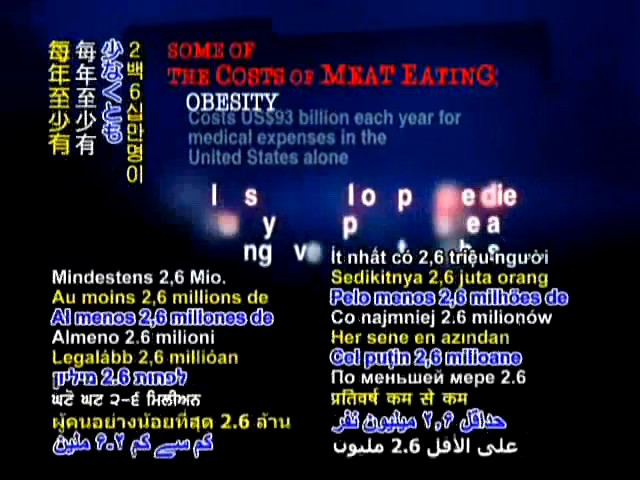 每年至少有
每年至少有
少なくとも
2백6십만명이
SOME OF
THE COSTS OF MEAT EATING:
OBESITY
Costs US$93 billion each year for
medical expenses in the
United States alone
Mindestens 2,6 Mio.
Au moins 2,6 millions de
Al menos 2,6 millones de
Almeno 2.6 milioni
Legalább 2,6 millióan
לפחות 2.6 מיליון
ਘਟੋ ਘਟ ੨-੬ ਮਿਲੀਅਨ
ผู้คนอย่างน้อยที่สุด 2.6 ล้าน
کم سے کم ۶.۲ ملین
Ít nhất có 2,6 triệu người
Sedikitnya 2,6 juta orang
Pelo menos 2,6 milhões de
Co najmniej 2.6 milionów
Her sene en azından
Cel puțin 2,6 milioane
По меньшей мере 2.6
प्रतिवर्ष कम से कम
حداقل ۲,۶ میلیون نفر
على الأقل 2.6 مليون